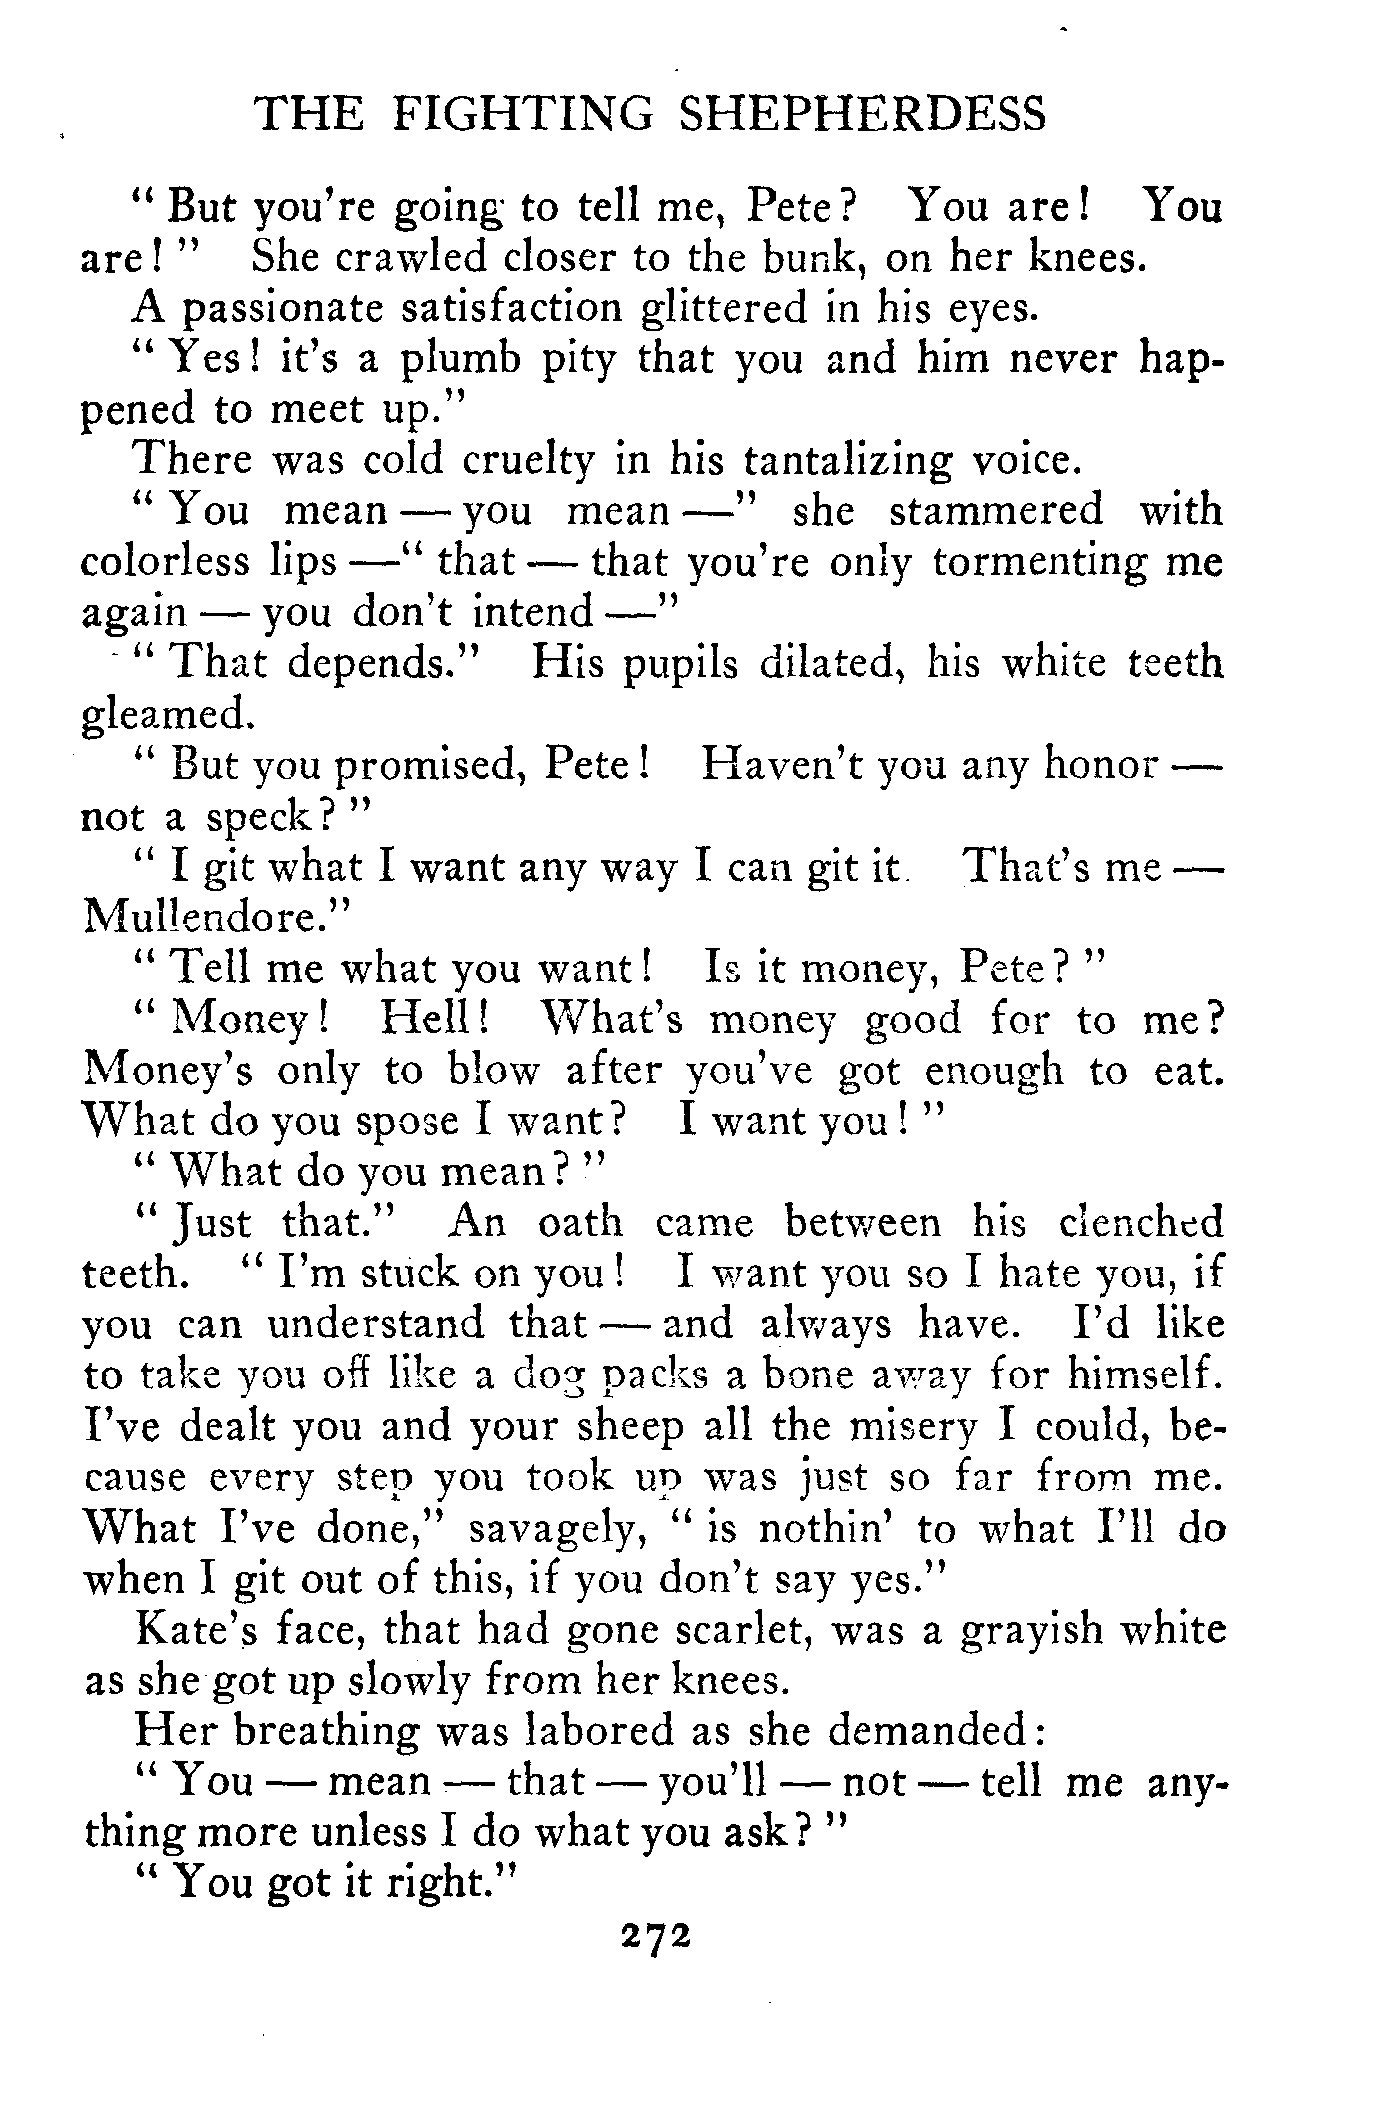 THE FIGHTING SHEPHERDESS
" But you're going to tell me, Pete? You are! You
are! " She crawled closer to the bunk, on her knees.
A passionate satisfaction glittered in his eyes.
" Yes! it's a plumb pity that you and him never hap-
pened to meet up."
There was cold cruelty in his tantalizing voice.
" You mean — you mean —" she stammered with
colorless lips —" that — that you're only tormenting me
again — you don't intend —"
" That depends." His pupils dilated, his white teeth
gleamed.
" But you promised, Pete! Haven't you any honor —
not a speck? "
" I git what I want any way I can git it. That's me —
Mullendore."
" Tell me what you want! Is it money, Pete? "
" Money! Hell! What's money good for to me?
Money's only to blow after you've got enough to eat.
What do you spose I want? I want you! "
" What do you mean? "
" Just that." An oath came between his clenched
teeth. " I'm stuck on you! I want you so I hate you, if
you can understand that — and always have. I'd like
to take you off like a dog packs a bone away for himself.
I've dealt you and your sheep all the misery I could, be-
cause every step you took up was just so far from me.
What I've done," savagely, " is nothin' to what I'll do
when I git out of this, if you don't say yes."
Kate's face, that had gone scarlet, was a grayish white
as she got up slowly from her knees.
Her breathing was labored as she demanded:
" You — mean — that — you'll — not — tell me any-
thing more unless I do what you ask? "
" You got it right."
272